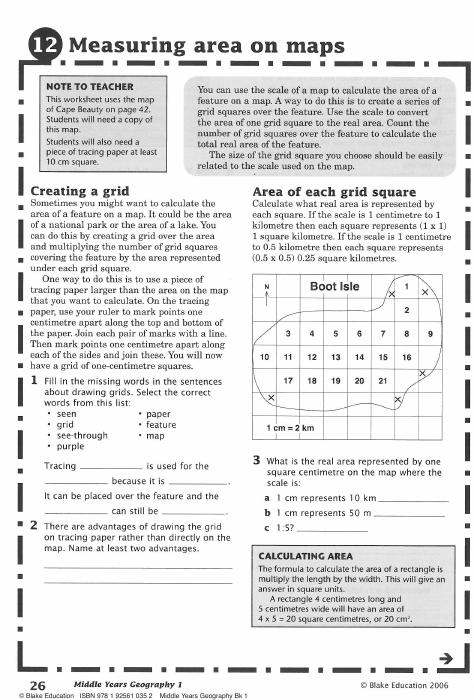 12 Measuring area on maps
NOTE TO TEACHER
This worksheet uses the map
of Cape Beauty on page 42.
Students will need a copy of
this map.
Students will also need a
piece of tracing paper at least
10 cm square.
You can use the scale of a map to calculate the area of a
feature on a map. A way to do this is to create a series of
grid squares over the feature. Use the scale to convert
the area of one grid square to the real area. Count the
number of grid squares over the feature to calculate the
total real area of the feature.
The size of the grid square you choose should be easily
related to the scale used on the map.
Creating a grid
Sometimes you might want to calculate the
area of a feature on a map. It could be the area
of a national park or the area of a lake. You
can do this by creating a grid over the area
and multiplying the number of grid squares
covering the feature by the area represented
under each grid square.
One way to do this is to use a piece of
tracing paper larger than the area on the map
that you want to calculate. On the tracing
paper, use your ruler to mark points one
centimetre apart along the top and bottom of
the paper. Join each pair of marks with a line.
Then mark points one centimetre apart along
each of the sides and join these. You will now
have a grid of one-centimetre squares.
1 Fill in the missing words in the sentences
about drawing grids. Select the correct
words from this list:
• seen • paper
• grid • feature
• see-through • map
• purple
Tracing ____________ is used for the
____________ because it is ____________.
It can be placed over the feature and the
____________ can still be ____________.
2 There are advantages of drawing the grid
on tracing paper rather than directly on the
map. Name at least two advantages.
Area of each grid square
Calculate what real area is represented by
each square. If the scale is 1 centimetre to 1
kilometre then each square represents (1 x 1)
1 square kilometre. If the scale is 1 centimetre
to 0.5 kilometre then each square represents
(0.5 x 0.5) 0.25 square kilometres.
N Boot Isle 1
2
3 4 5 6 7 8 9
10 11 12 13 14 15 16
17 18 19 20 21
1 cm = 2 km
3 What is the real area represented by one
square centimetre on the map where the
scale is:
a 1 cm represents 10 km ____________
b 1 cm represents 50 m ____________
c 1:5? ____________
CALCULATING AREA
The formula to calculate the area of a rectangle is
multiply the length by the width. This will give an
answer in square units.
A rectangle 4 centimetres long and
5 centimetres wide will have an area of
4 x 5 = 20 square centimetres, or 20 cm².
26 Middle Years Geography 1 © Blake Education 2006
© Blake Education ISBN 978 1 92561 035 2 Middle Years Geography Bk 1